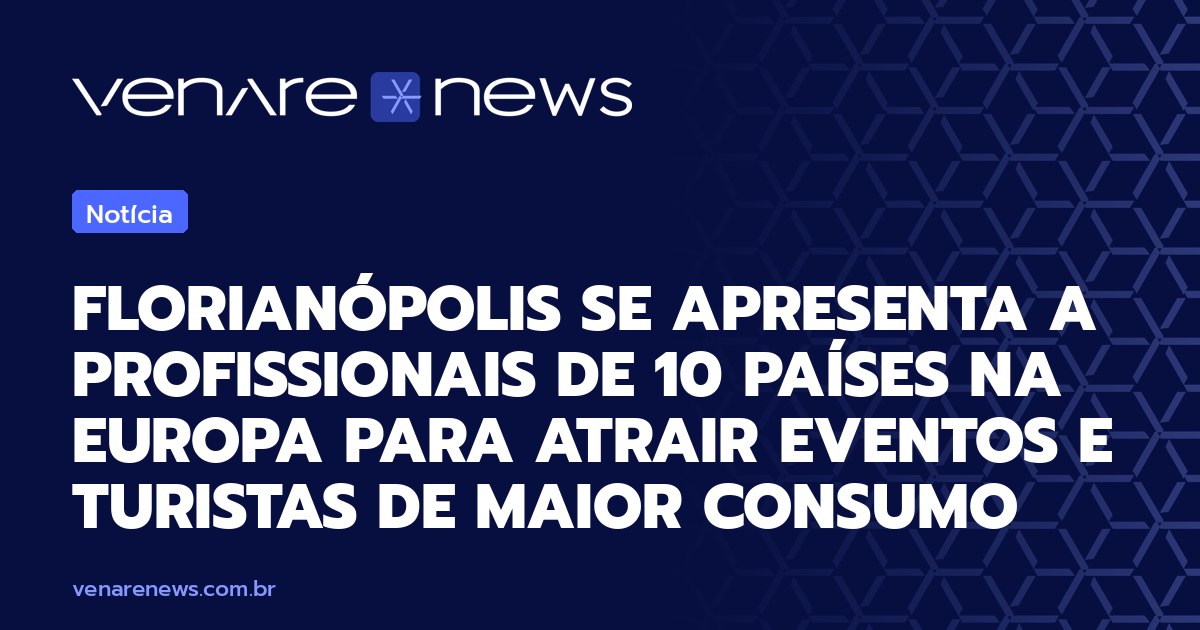 venare news
Notícia
FLORIANÓPOLIS SE APRESENTA A
PROFISSIONAIS DE 10 PAÍSES NA
EUROPA PARA ATRAIR EVENTOS E
TURISTAS DE MAIOR CONSUMO
venarenews.com.br